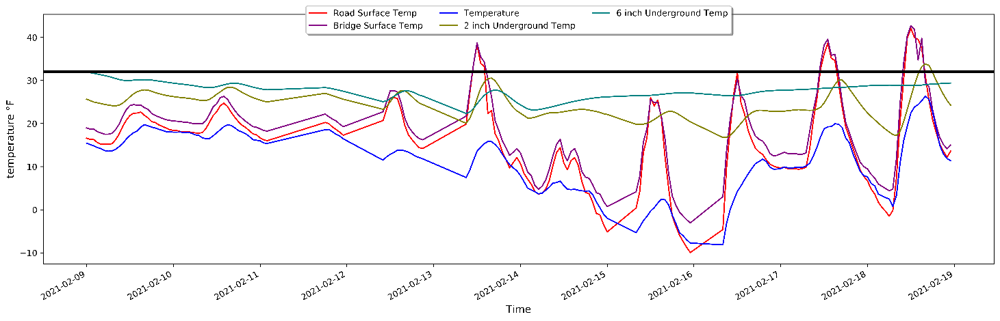 Road Surface Temp
Bridge Surface Temp
Temperature
2 inch Underground Temp
6 inch Underground Temp
temperature °F
40
30
20
10
0
−10
2021-02-09
2021-02-10
2021-02-11
2021-02-12
2021-02-13
2021-02-14
2021-02-15
2021-02-16
2021-02-17
2021-02-18
2021-02-19
Time